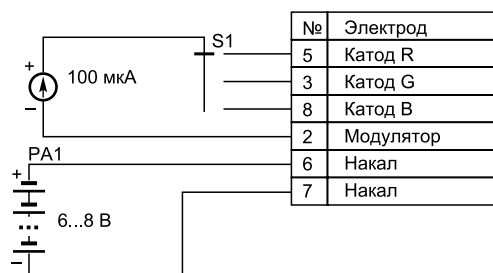 S1
+
100 мкА
−
PA1
+
6...8 В
−
№ Электрод
5 Катод R
3 Катод G
8 Катод B
2 Модулятор
6 Накал
7 Накал